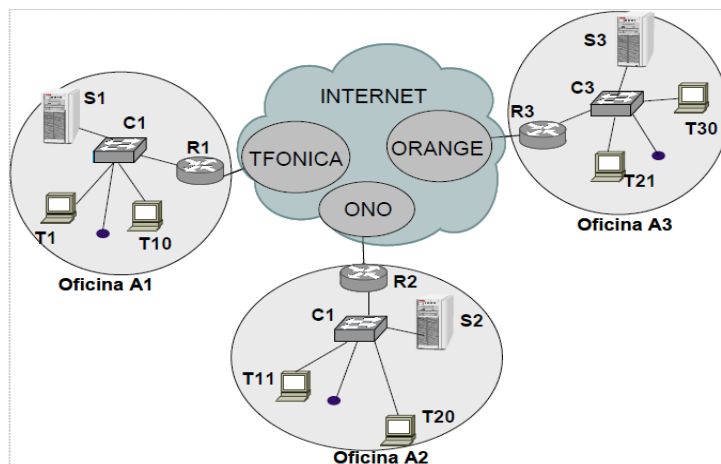 S1
C1
R1
T1
T10
Oficina A1
INTERNET
TFONICA
ORANGE
ONO
S3
C3
R3
T30
T21
Oficina A3
R2
C1
S2
T11
T20
Oficina A2